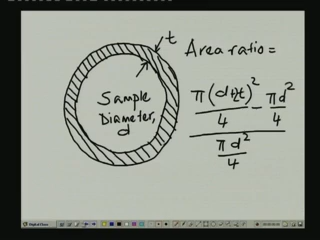 t
Area ratio =
Sample
Diameter,
d
π(d+2t)²/4 - πd²/4
πd²/4